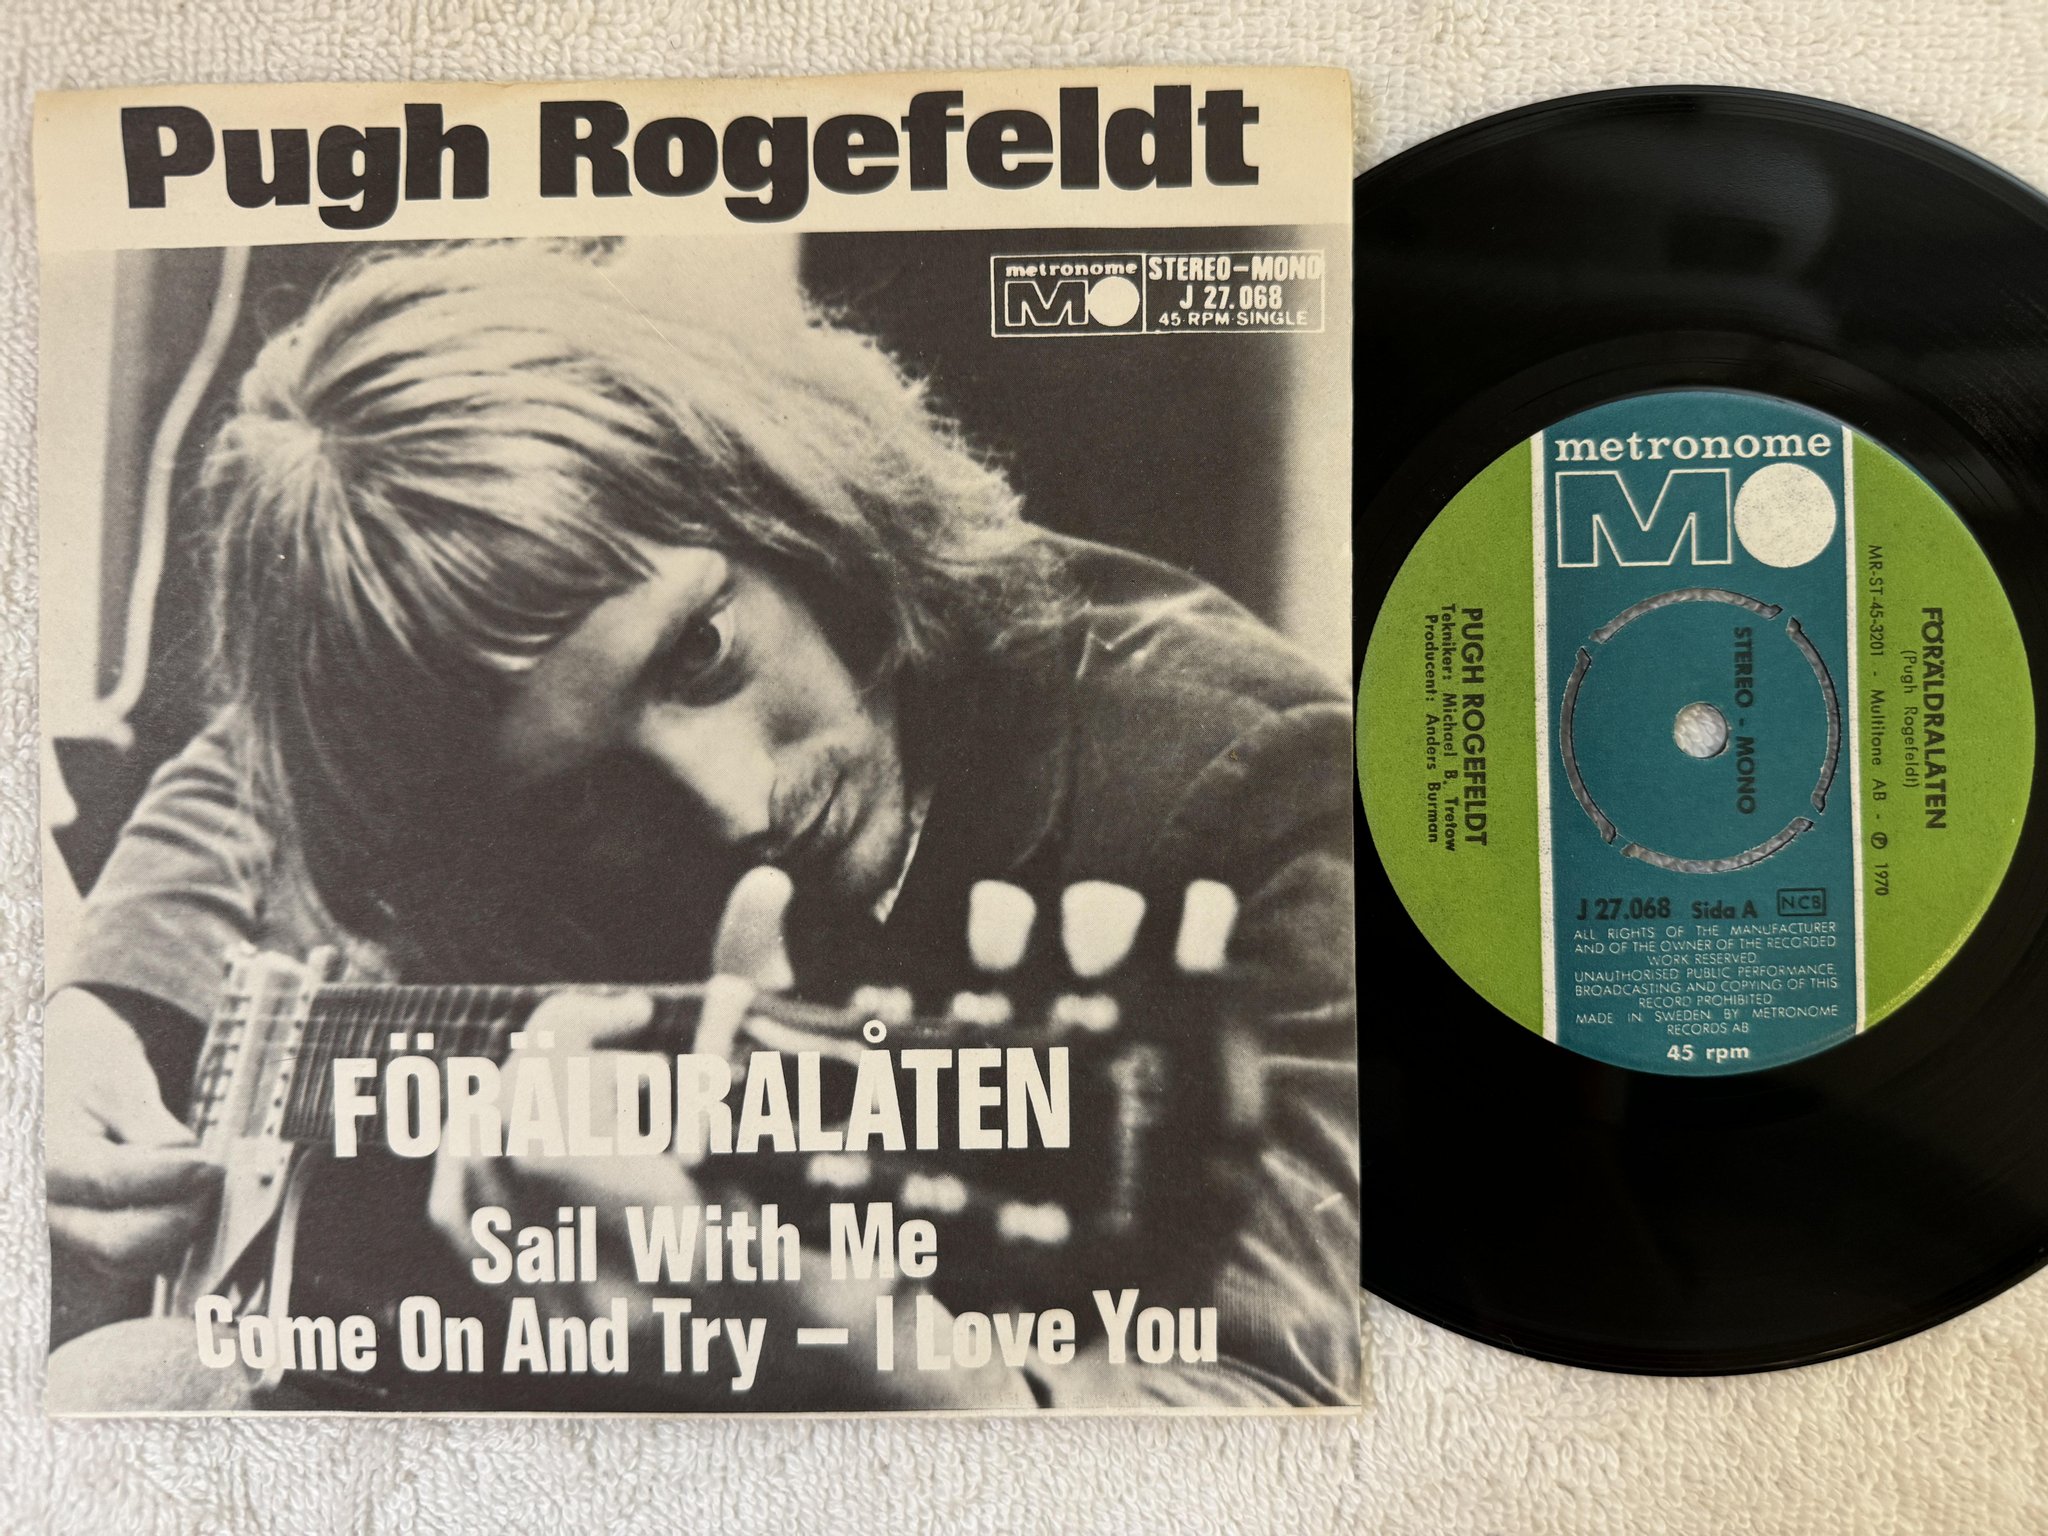 Pugh Rogefeldt
metronome
MO
STEREO-MONO
J 27.068
45 RPM SINGLE
FÖRÄLDRALÅTEN
Sail With Me
Come On And Try – I Love You
metronome
MO
FÖRÄLDRALÅTEN
(Pugh Rogefeldt)
MR-ST-45-3201 - Multitone AB - ℗ 1970
STEREO - MONO
PUGH ROGEFELDT
Tekniker: Michael B. Tretow
Producent: Anders Burman
J 27.068 Sida A NCB
ALL RIGHTS OF THE MANUFACTURER
AND OF THE OWNER OF THE RECORDED
WORK RESERVED
UNAUTHORISED PUBLIC PERFORMANCE,
BROADCASTING AND COPYING OF THIS
RECORD PROHIBITED
MADE IN SWEDEN BY METRONOME
RECORDS AB
45 rpm